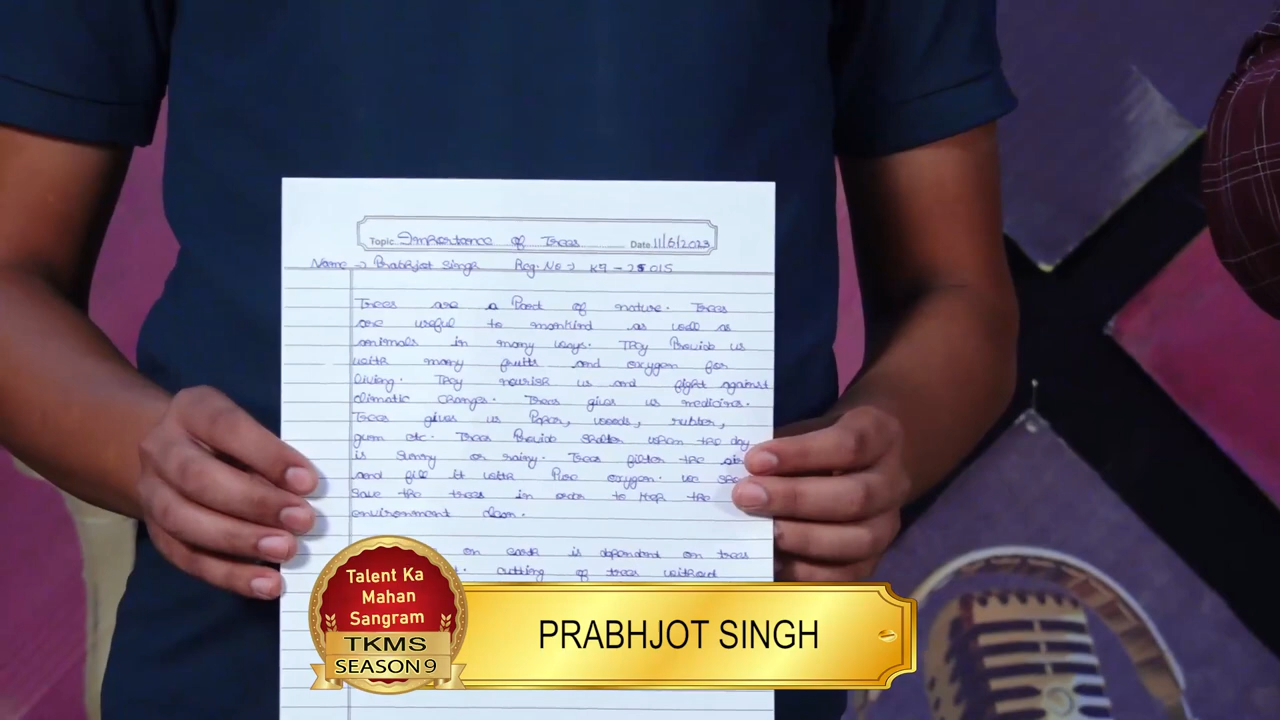 Topic Importance of Trees Date 11/6/2023
Name → Prabhjot Singh Reg. No → K9 - 25015
Trees are a Part of nature. Trees
are useful to mankind as well as
animals in many ways. They Provide us
with many fruits and oxygen for
living. They nourish us and fight against
climatic changes. Trees gives us medicines.
Trees gives us Paper, woods, rubber,
gum etc. Trees Provide shelter when the day
is sunny or rainy. Trees filter the air
and fill it with Pure oxygen. we
Save the trees in order to keep the
environment clean.
on earth is dependent on trees
cutting of trees without
Talent Ka
Mahan
Sangram
TKMS
SEASON 9
PRABHJOT SINGH